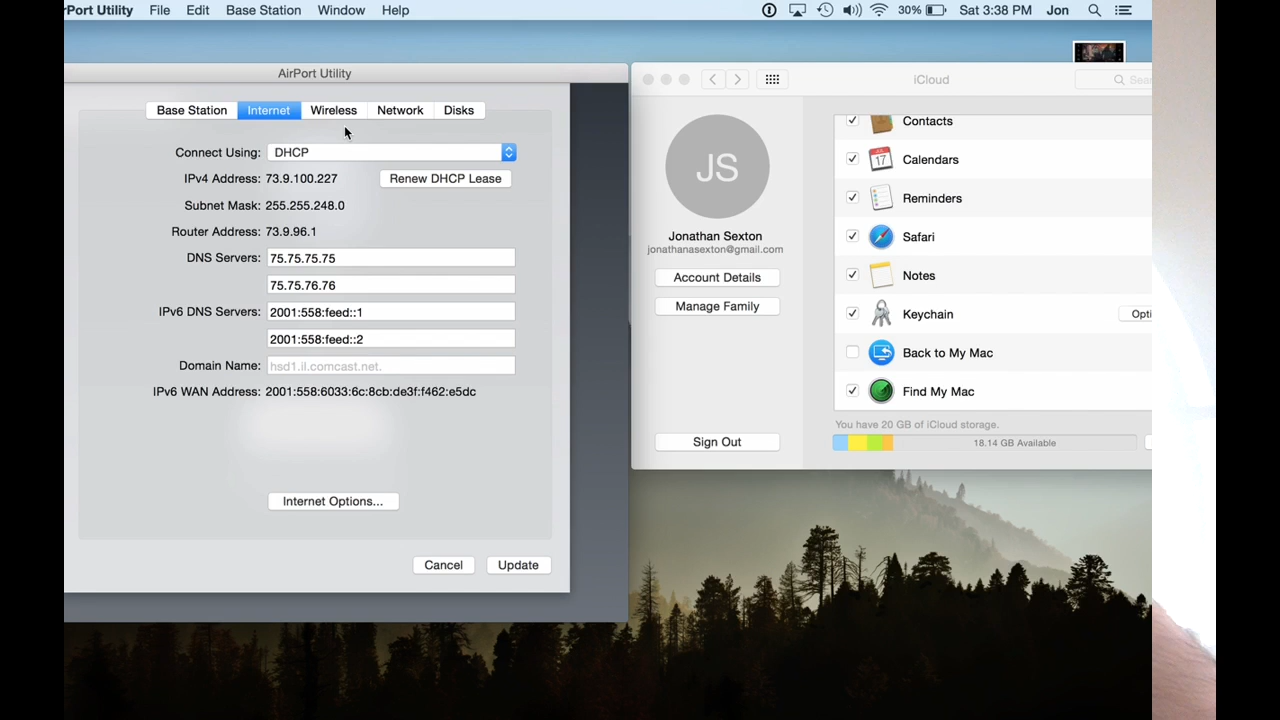 rPort Utility File Edit Base Station Window Help 30% Sat 3:38 PM Jon
AirPort Utility
Base Station Internet Wireless Network Disks
Connect Using: DHCP
IPv4 Address: 73.9.100.227 Renew DHCP Lease
Subnet Mask: 255.255.248.0
Router Address: 73.9.96.1
DNS Servers: 75.75.75.75
75.75.76.76
IPv6 DNS Servers: 2001:558:feed::1
2001:558:feed::2
Domain Name: hsd1.il.comcast.net.
IPv6 WAN Address: 2001:558:6033:6c:8cb:de3f:f462:e5dc
Internet Options...
Cancel Update
iCloud
Sea
JS
Jonathan Sexton
jonathanasexton@gmail.com
Account Details
Manage Family
Sign Out
Contacts
JUL
17
Calendars
Reminders
Safari
Notes
Keychain Opti
Back to My Mac
Find My Mac
You have 20 GB of iCloud storage.
18.14 GB Available